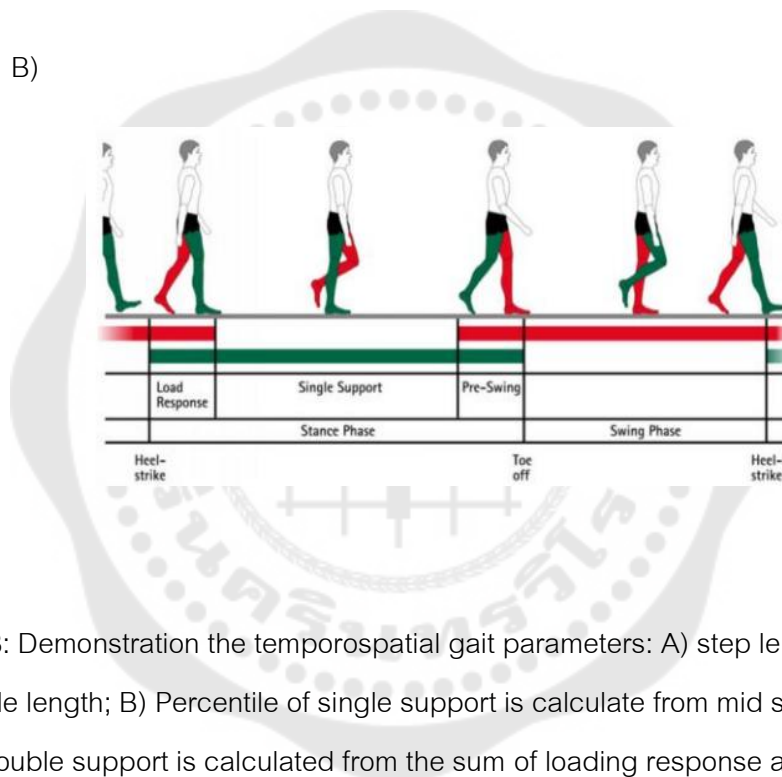 B)
Load
Response
Single Support
Pre-Swing
Stance Phase
Swing Phase
Heel-
strike
Toe
off
Heel-
strike
: Demonstration the temporospatial gait parameters: A) step le
le length; B) Percentile of single support is calculate from mid s
ouble support is calculated from the sum of loading response a